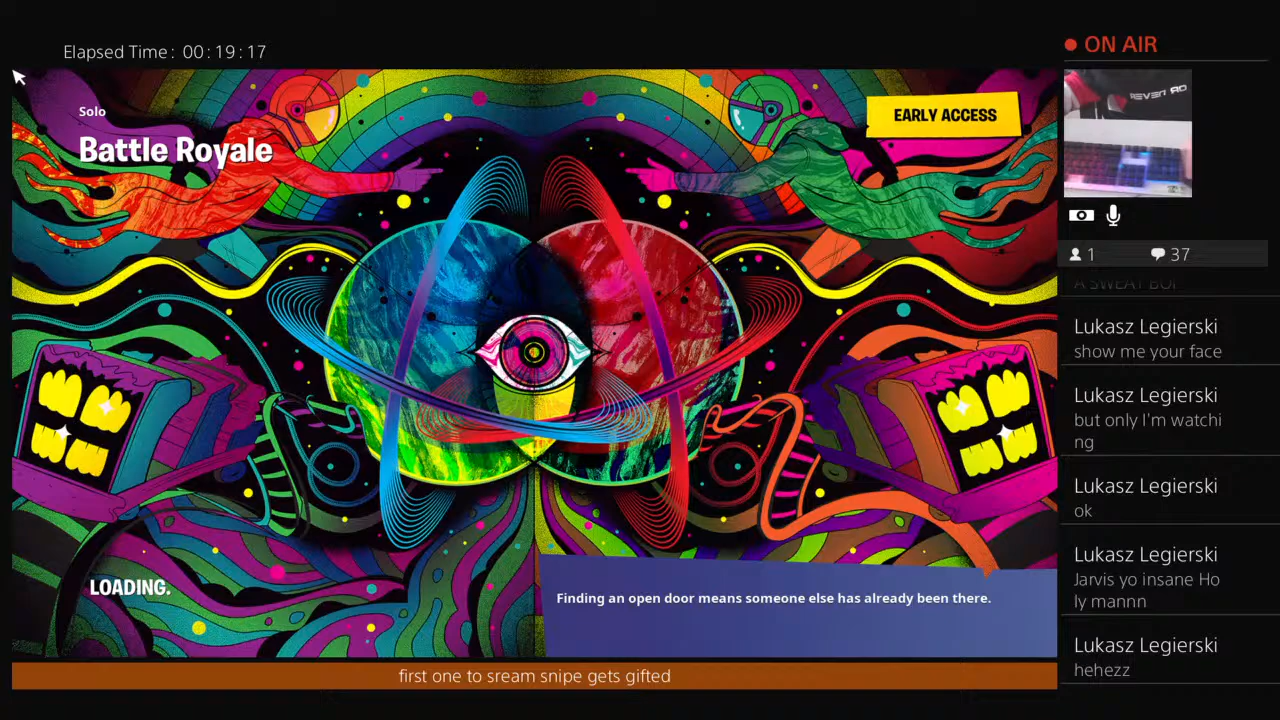 Elapsed Time: 00:19:17
ON AIR
Solo
Battle Royale
EARLY ACCESS
1
37
A SWEAT BOI
Lukasz Legierski
show me your face
Lukasz Legierski
but only I'm watchi
ng
Lukasz Legierski
ok
Lukasz Legierski
Jarvis yo insane Ho
ly mannn
Lukasz Legierski
hehezz
LOADING.
Finding an open door means someone else has already been there.
first one to sream snipe gets gifted